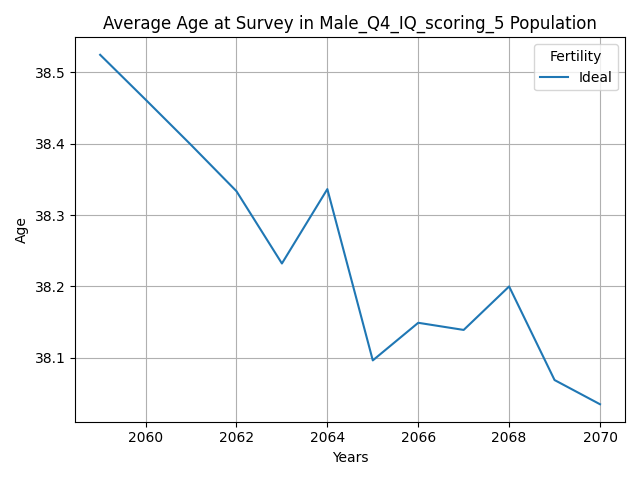 Average Age at Survey in Male_Q4_IQ_scoring_5 Population
Fertility
Ideal
38.5
38.4
38.3
38.2
38.1
Age
2060 2062 2064 2066 2068 2070
Years